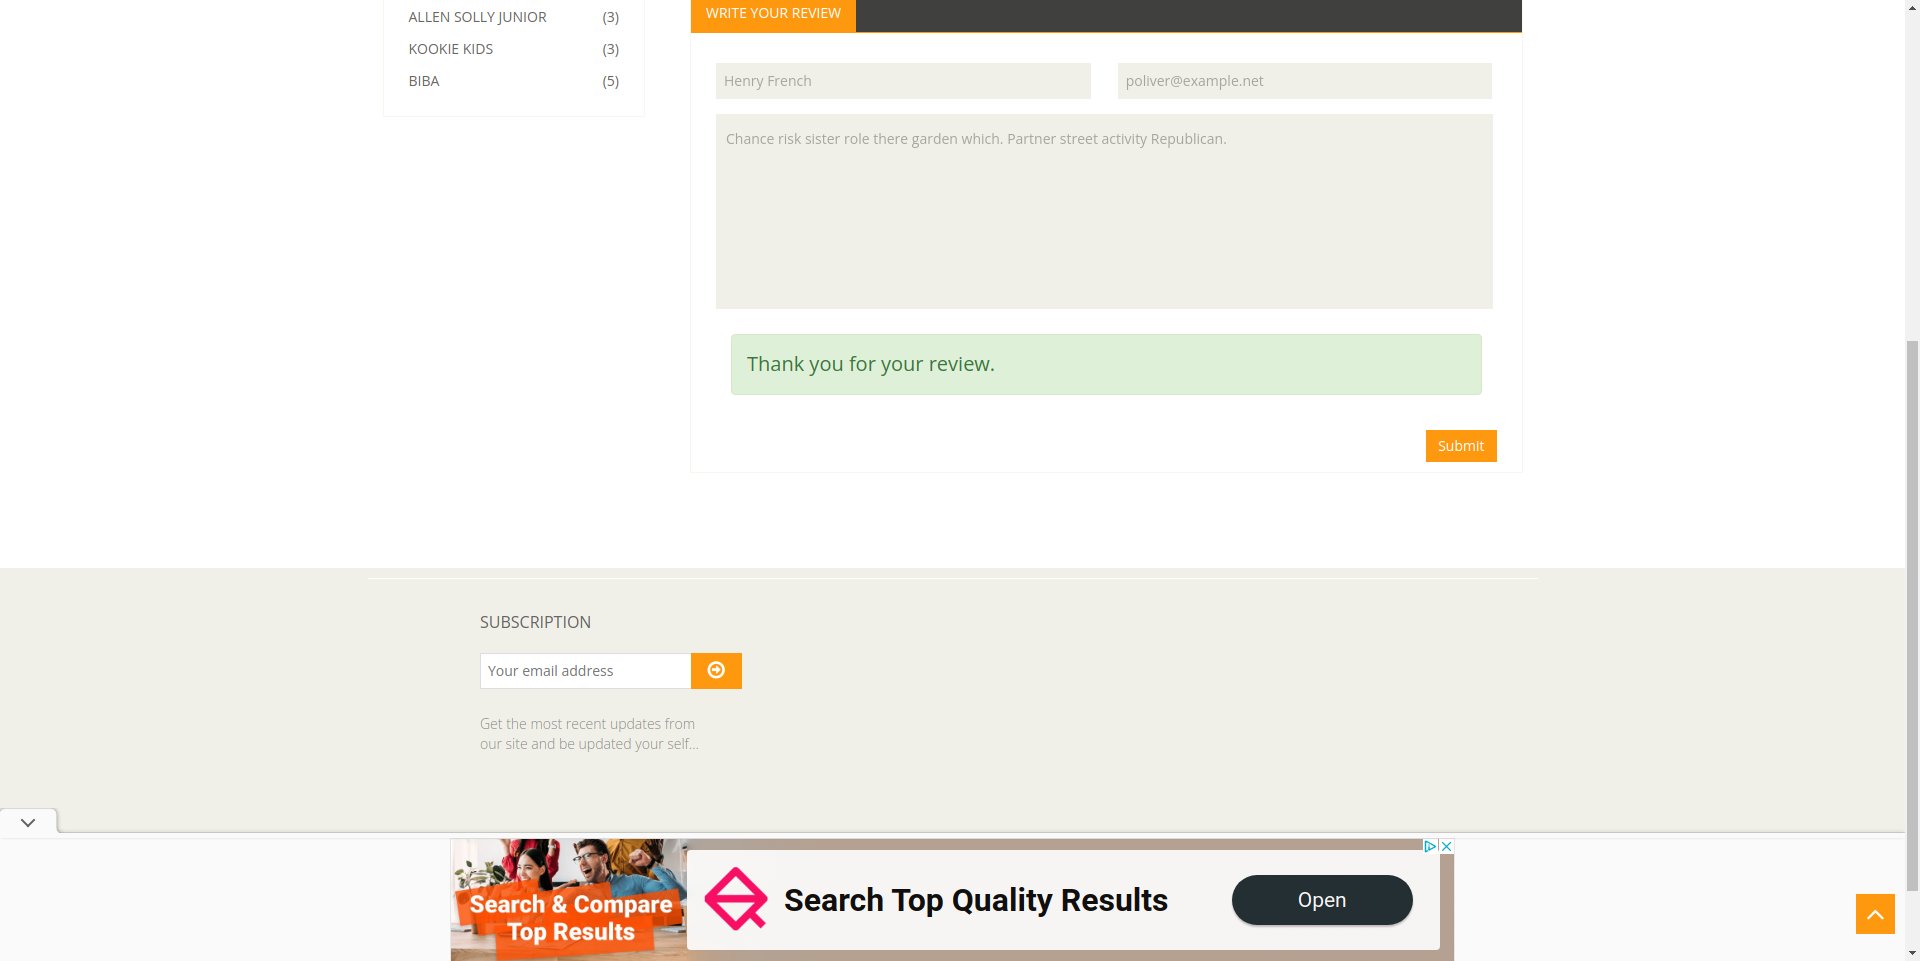 ALLEN SOLLY JUNIOR (3)
KOOKIE KIDS (3)
BIBA (5)
WRITE YOUR REVIEW
Henry French
poliver@example.net
Chance risk sister role there garden which. Partner street activity Republican.
Thank you for your review.
Submit
SUBSCRIPTION
Your email address
Get the most recent updates from
our site and be updated your self...
Search & Compare
Top Results
Search Top Quality Results
Open